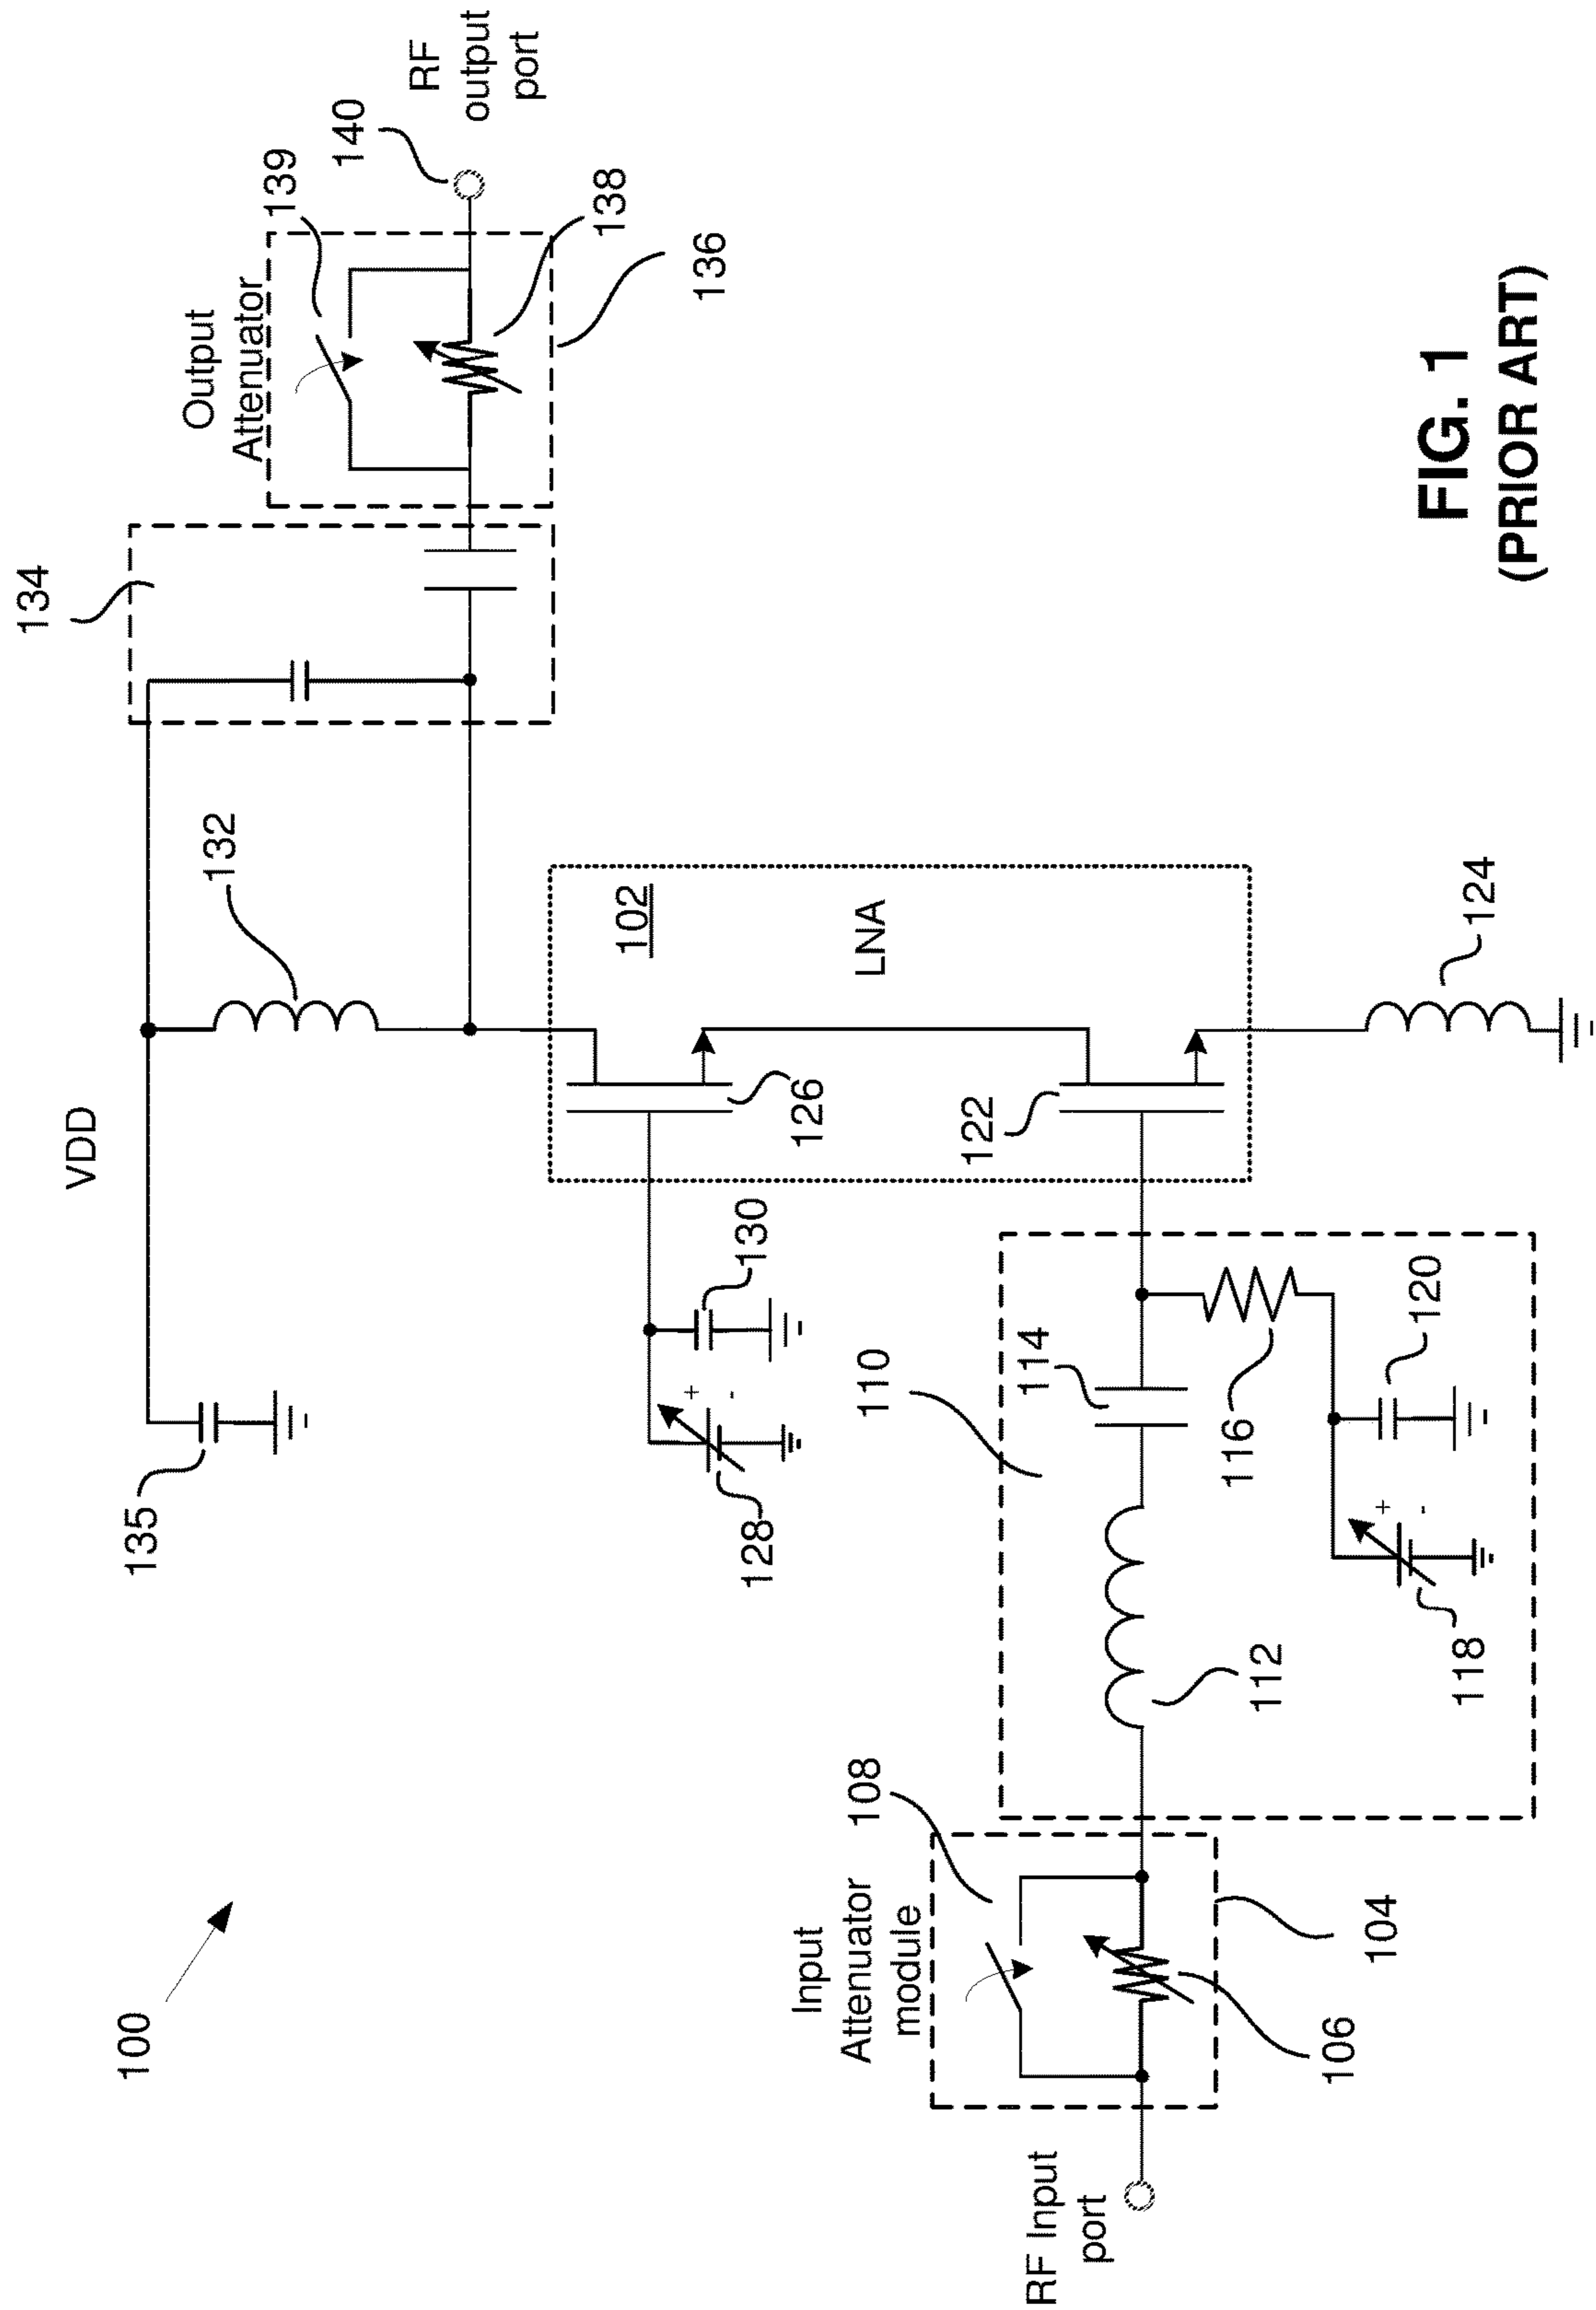 100
VDD
135
132
134
Output
Attenuator
139
140
RF
output
port
138
136
102
LNA
130
128
126
122
124
110
114
116
120
118
112
Input
Attenuator
module
108
106
104
RF Input
port
+
-
+
-
FIG. 1
(PRIOR ART)